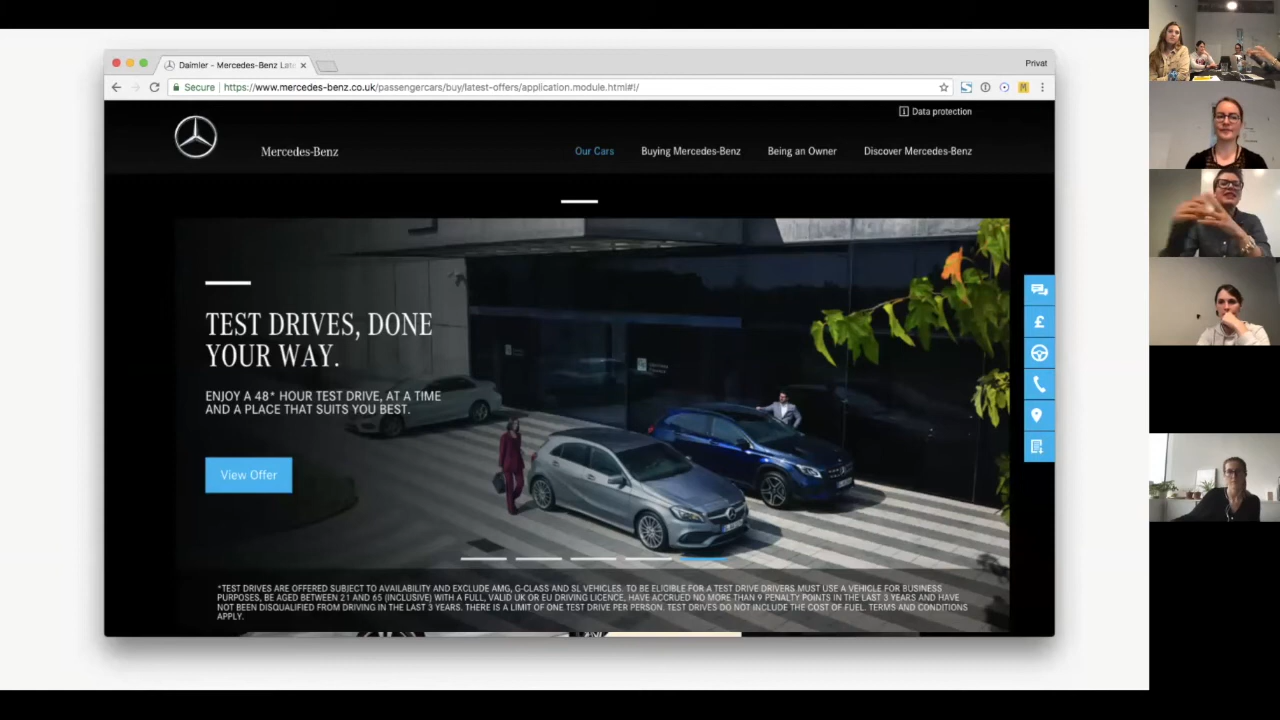 Daimler - Mercedes-Benz Late
Privat
Secure
https://www.mercedes-benz.co.uk/passengercars/buy/latest-offers/application.module.html#!/
Data protection
Mercedes-Benz
Our Cars
Buying Mercedes-Benz
Being an Owner
Discover Mercedes-Benz
TEST DRIVES, DONE
YOUR WAY.
ENJOY A 48* HOUR TEST DRIVE, AT A TIME
AND A PLACE THAT SUITS YOU BEST.
View Offer
£
*TEST DRIVES ARE OFFERED SUBJECT TO AVAILABILITY AND EXCLUDE AMG, G-CLASS AND SL VEHICLES. TO BE ELIGIBLE FOR A TEST DRIVE DRIVERS MUST USE A VEHICLE FOR BUSINESS
PURPOSES, BE AGED BETWEEN 21 AND 65 (INCLUSIVE) WITH A FULL, VALID UK OR EU DRIVING LICENCE, HAVE ACCRUED NO MORE THAN 9 PENALTY POINTS IN THE LAST 3 YEARS AND HAVE
NOT BEEN DISQUALIFIED FROM DRIVING IN THE LAST 3 YEARS. THERE IS A LIMIT OF ONE TEST DRIVE PER PERSON. TEST DRIVES DO NOT INCLUDE THE COST OF FUEL. TERMS AND CONDITIONS
APPLY.